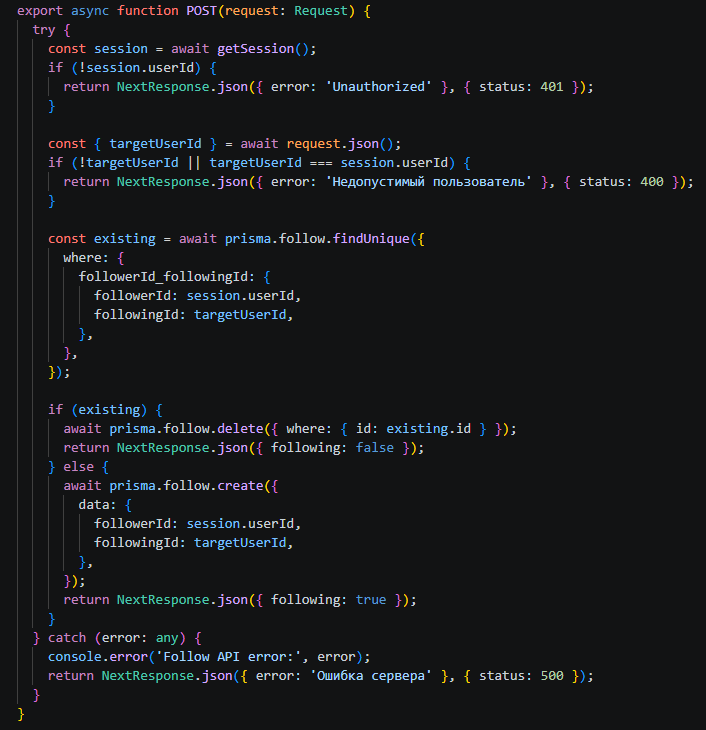 export async function POST(request: Request) {
  try {
    const session = await getSession();
    if (!session.userId) {
      return NextResponse.json({ error: 'Unauthorized' }, { status: 401 });
    }

    const { targetUserId } = await request.json();
    if (!targetUserId || targetUserId === session.userId) {
      return NextResponse.json({ error: 'Недопустимый пользователь' }, { status: 400 });
    }

    const existing = await prisma.follow.findUnique({
      where: {
        followerId_followingId: {
          followerId: session.userId,
          followingId: targetUserId,
        },
      },
    });

    if (existing) {
      await prisma.follow.delete({ where: { id: existing.id } });
      return NextResponse.json({ following: false });
    } else {
      await prisma.follow.create({
        data: {
          followerId: session.userId,
          followingId: targetUserId,
        },
      });
      return NextResponse.json({ following: true });
    }
  } catch (error: any) {
    console.error('Follow API error:', error);
    return NextResponse.json({ error: 'Ошибка сервера' }, { status: 500 });
  }
}